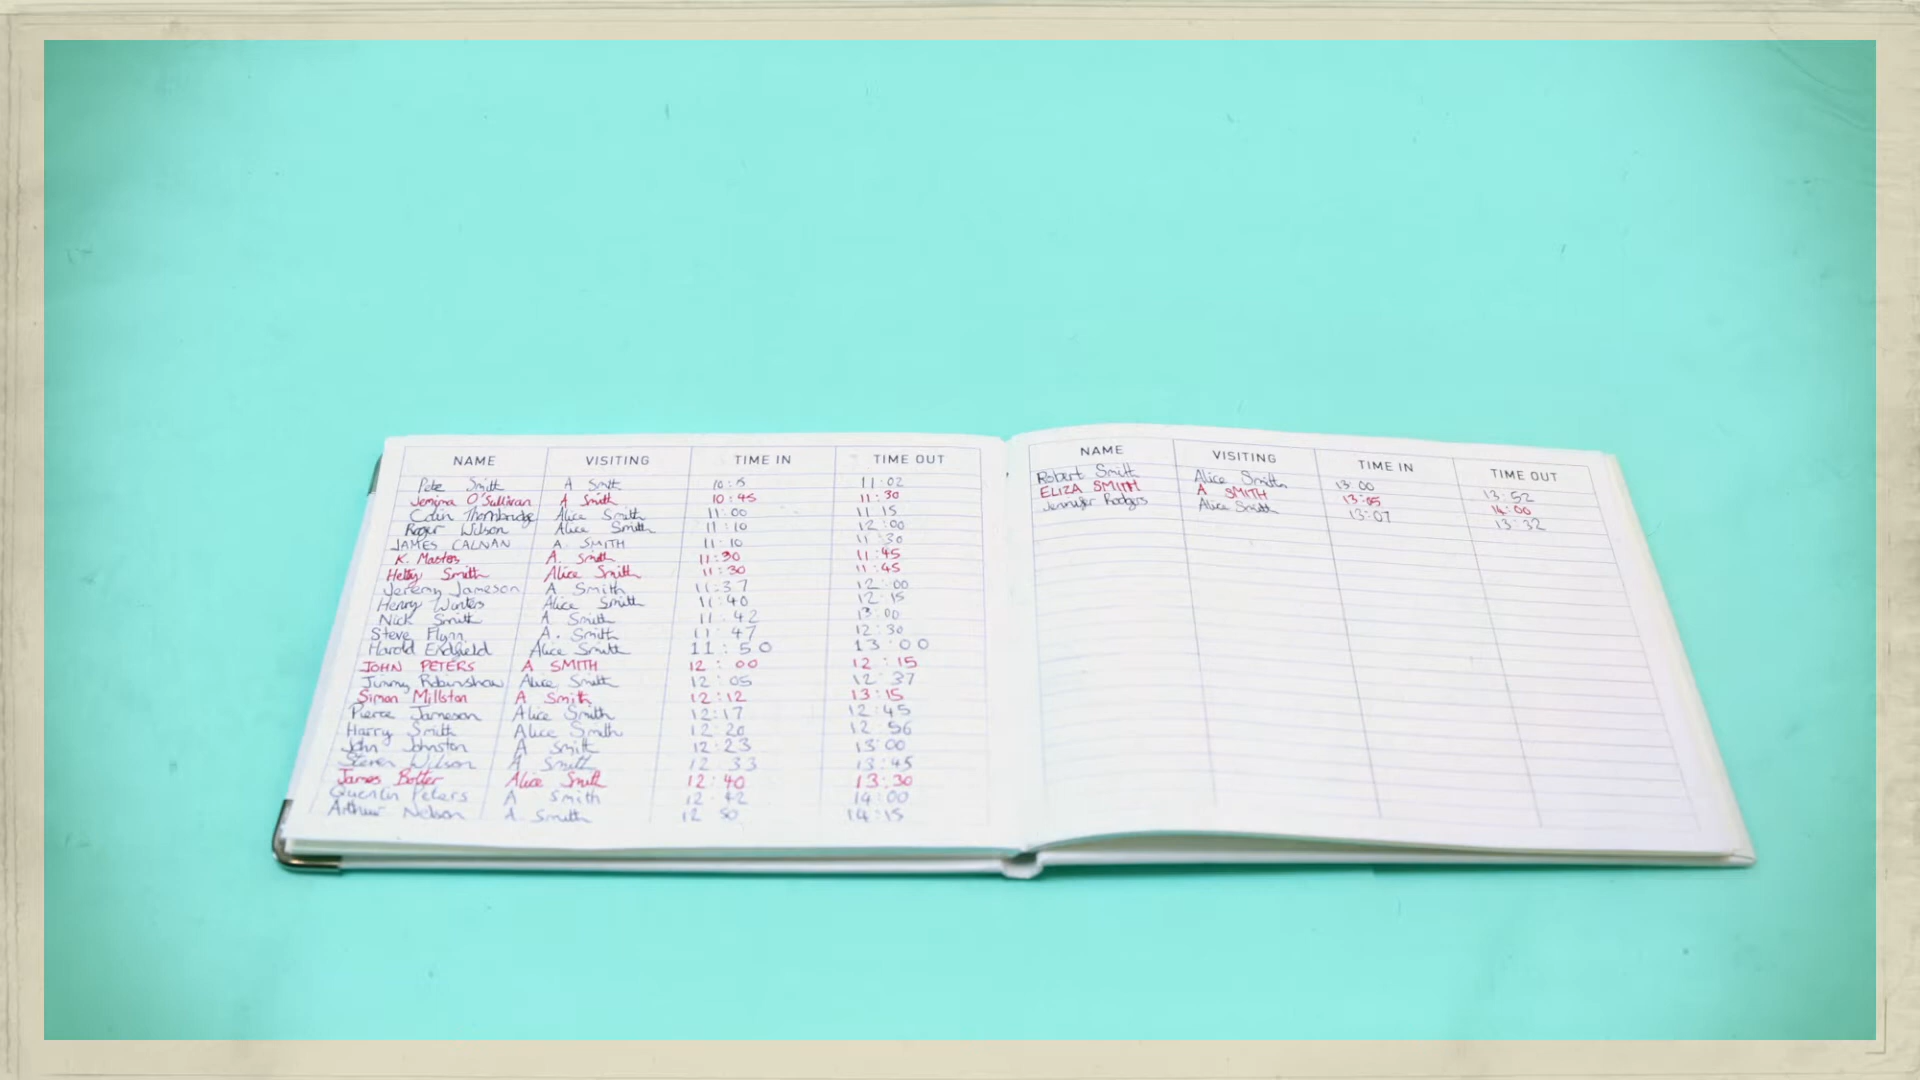 NAME VISITING TIME IN TIME OUT
Pete Smith A Smith 10:15 11:02
Jemima O'Sullivan A Smith 10:45 11:30
Colin Thornbridge Alice Smith 11:00 11:15
Roger Wilson Alice Smith 11:10 12:00
JAMES CALNAN A. SMITH 11:10 11:30
K. Masters A. Smith 11:30 11:45
Hetty Smith Alice Smith 11:30 11:45
Jeremy Jameson A Smith 11:37 12:00
Henry Winters Alice Smith 11:40 12:15
Nick Smith A Smith 11:42 13:00
Steve Flynn A. Smith 11:47 12:30
Harold Endfield Alice Smith 11:50 13:00
JOHN PETERS A SMITH 12:00 12:15
Jimmy Robinshaw Alice Smith 12:05 12:37
Simon Millston A Smith 12:12 13:15
Pierce Jameson Alice Smith 12:17 12:45
Harry Smith Alice Smith 12:20 12:56
John Johnston A Smith 12:23 13:00
Steven Wilson A Smith 12:33 13:45
James Botter Alice Smith 12:40 13:30
Quentin Peters A Smith 12:42 14:00
Arthur Nelson A. Smith 12:50 14:15
NAME VISITING TIME IN TIME OUT
Robert Smith Alice Smith 13:00 13:52
ELIZA SMITH A SMITH 13:05 14:00
Jennifer Rodgers Alice Smith 13:07 13:32